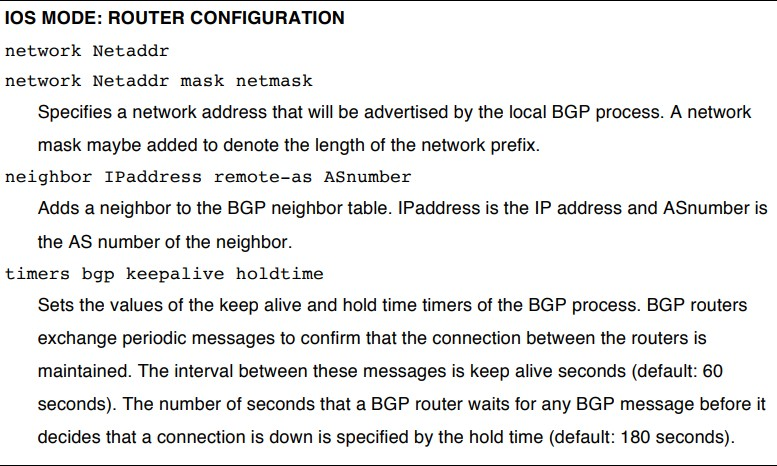 IOS MODE: ROUTER CONFIGURATION
network Netaddr
network Netaddr mask netmask
Specifies a network address that will be advertised by the local BGP process. A network
mask maybe added to denote the length of the network prefix.
neighbor IPaddress remote-as ASnumber
Adds a neighbor to the BGP neighbor table. IPaddress is the IP address and ASnumber is
the AS number of the neighbor.
timers bgp keepalive holdtime
Sets the values of the keep alive and hold time timers of the BGP process. BGP routers
exchange periodic messages to confirm that the connection between the routers is
maintained. The interval between these messages is keep alive seconds (default: 60
seconds). The number of seconds that a BGP router waits for any BGP message before it
decides that a connection is down is specified by the hold time (default: 180 seconds).